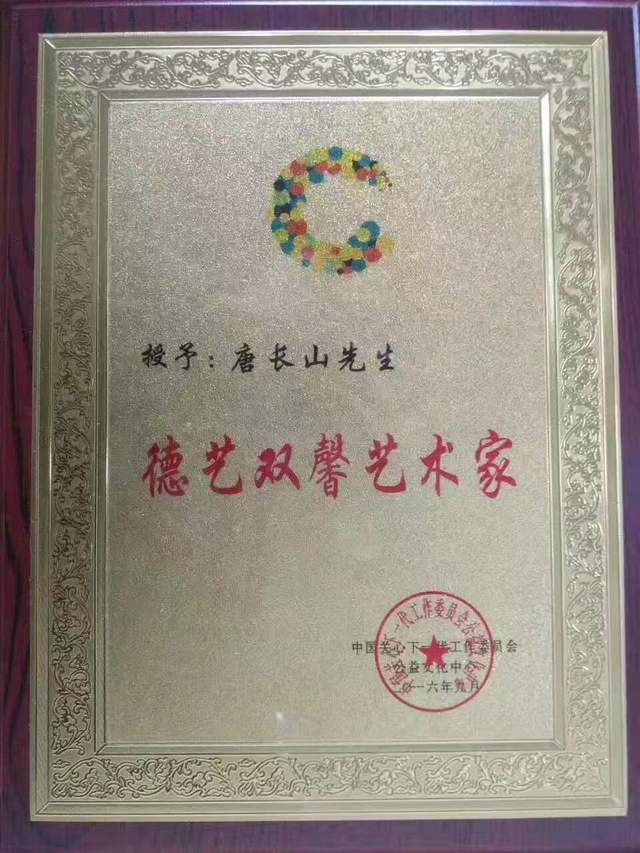 授予：唐长山先生
德艺双馨艺术家
中国关心下一代工作委员会
公益文化中心
二〇一六年九月